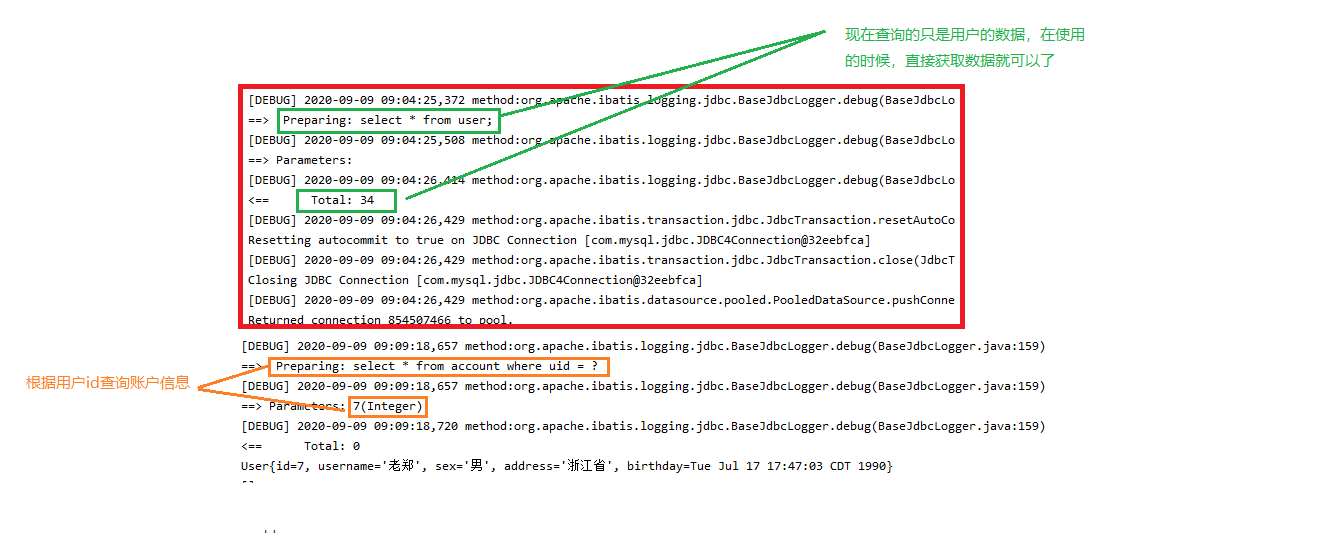 现在查询的只是用户的数据，在使用
的时候，直接获取数据就可以了
[DEBUG] 2020-09-09 09:04:25,372 method:org.apache.ibatis.logging.jdbc.BaseJdbcLogger.debug(BaseJdbcLo
==>  Preparing: select * from user;
[DEBUG] 2020-09-09 09:04:25,508 method:org.apache.ibatis.logging.jdbc.BaseJdbcLogger.debug(BaseJdbcLo
==> Parameters:
[DEBUG] 2020-09-09 09:04:26,414 method:org.apache.ibatis.logging.jdbc.BaseJdbcLogger.debug(BaseJdbcLo
<==      Total: 34
[DEBUG] 2020-09-09 09:04:26,429 method:org.apache.ibatis.transaction.jdbc.JdbcTransaction.resetAutoCo
Resetting autocommit to true on JDBC Connection [com.mysql.jdbc.JDBC4Connection@32eebfca]
[DEBUG] 2020-09-09 09:04:26,429 method:org.apache.ibatis.transaction.jdbc.JdbcTransaction.close(JdbcT
Closing JDBC Connection [com.mysql.jdbc.JDBC4Connection@32eebfca]
[DEBUG] 2020-09-09 09:04:26,429 method:org.apache.ibatis.datasource.pooled.PooledDataSource.pushConne
Returned connection 854507466 to pool.
[DEBUG] 2020-09-09 09:09:18,657 method:org.apache.ibatis.logging.jdbc.BaseJdbcLogger.debug(BaseJdbcLogger.java:159)
==>  Preparing: select * from account where uid = ?
根据用户id查询账户信息
[DEBUG] 2020-09-09 09:09:18,657 method:org.apache.ibatis.logging.jdbc.BaseJdbcLogger.debug(BaseJdbcLogger.java:159)
==> Parameters: 7(Integer)
[DEBUG] 2020-09-09 09:09:18,720 method:org.apache.ibatis.logging.jdbc.BaseJdbcLogger.debug(BaseJdbcLogger.java:159)
<==      Total: 0
User{id=7, username='老郑', sex='男', address='浙江省', birthday=Tue Jul 17 17:47:03 CDT 1990}